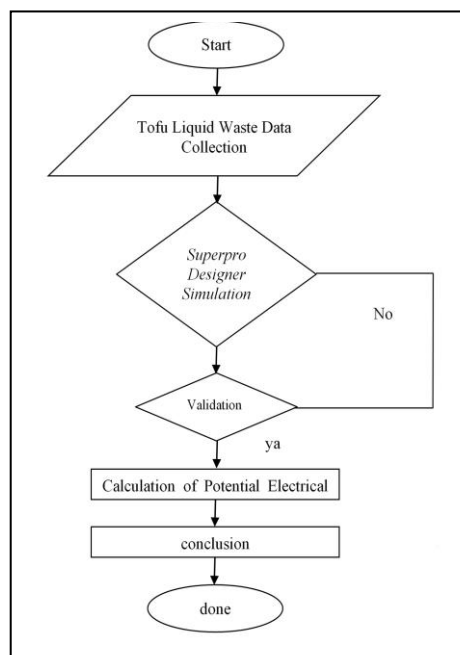 Start
Tofu Liquid Waste Data
Collection
Superpro
Designer
Simulation
No
Validation
ya
Calculation of Potential Electrical
conclusion
done